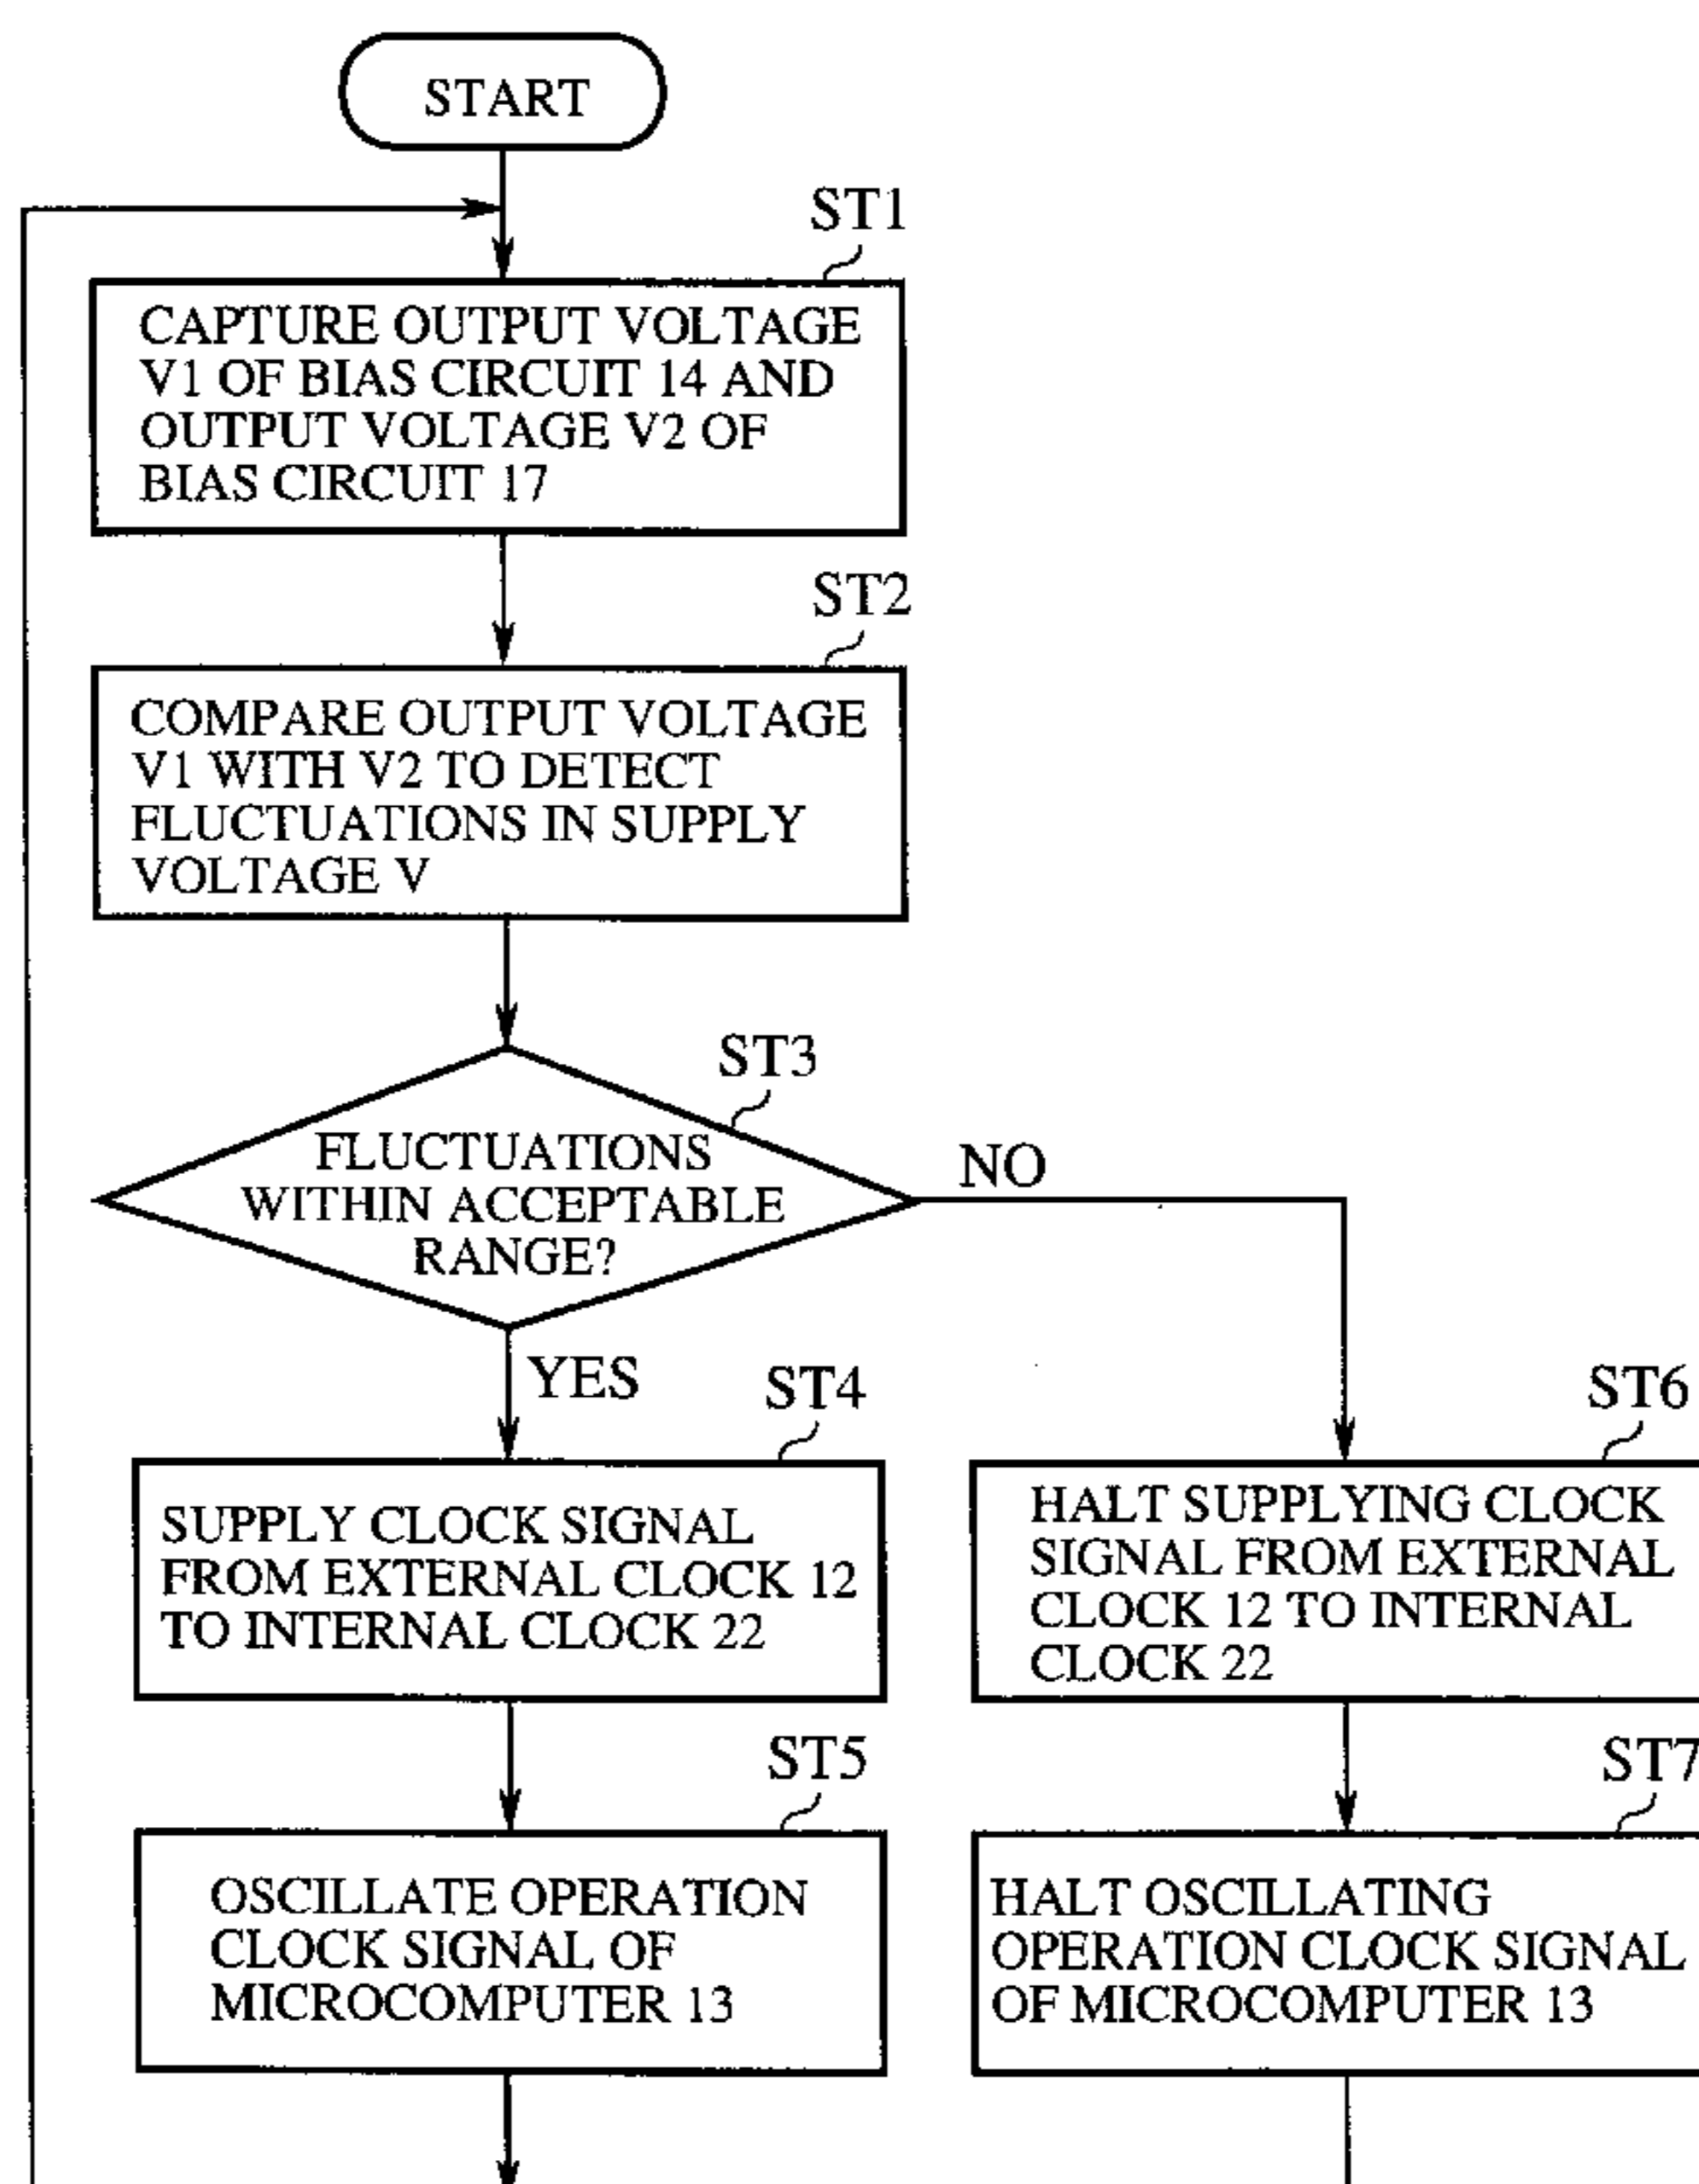 START
ST1
CAPTURE OUTPUT VOLTAGE
V1 OF BIAS CIRCUIT 14 AND
OUTPUT VOLTAGE V2 OF
BIAS CIRCUIT 17
ST2
COMPARE OUTPUT VOLTAGE
V1 WITH V2 TO DETECT
FLUCTUATIONS IN SUPPLY
VOLTAGE V
ST3
FLUCTUATIONS
WITHIN ACCEPTABLE
RANGE?
NO
YES
ST4
SUPPLY CLOCK SIGNAL
FROM EXTERNAL CLOCK 12
TO INTERNAL CLOCK 22
ST6
HALT SUPPLYING CLOCK
SIGNAL FROM EXTERNAL
CLOCK 12 TO INTERNAL
CLOCK 22
ST5
OSCILLATE OPERATION
CLOCK SIGNAL OF
MICROCOMPUTER 13
ST7
HALT OSCILLATING
OPERATION CLOCK SIGNAL
OF MICROCOMPUTER 13